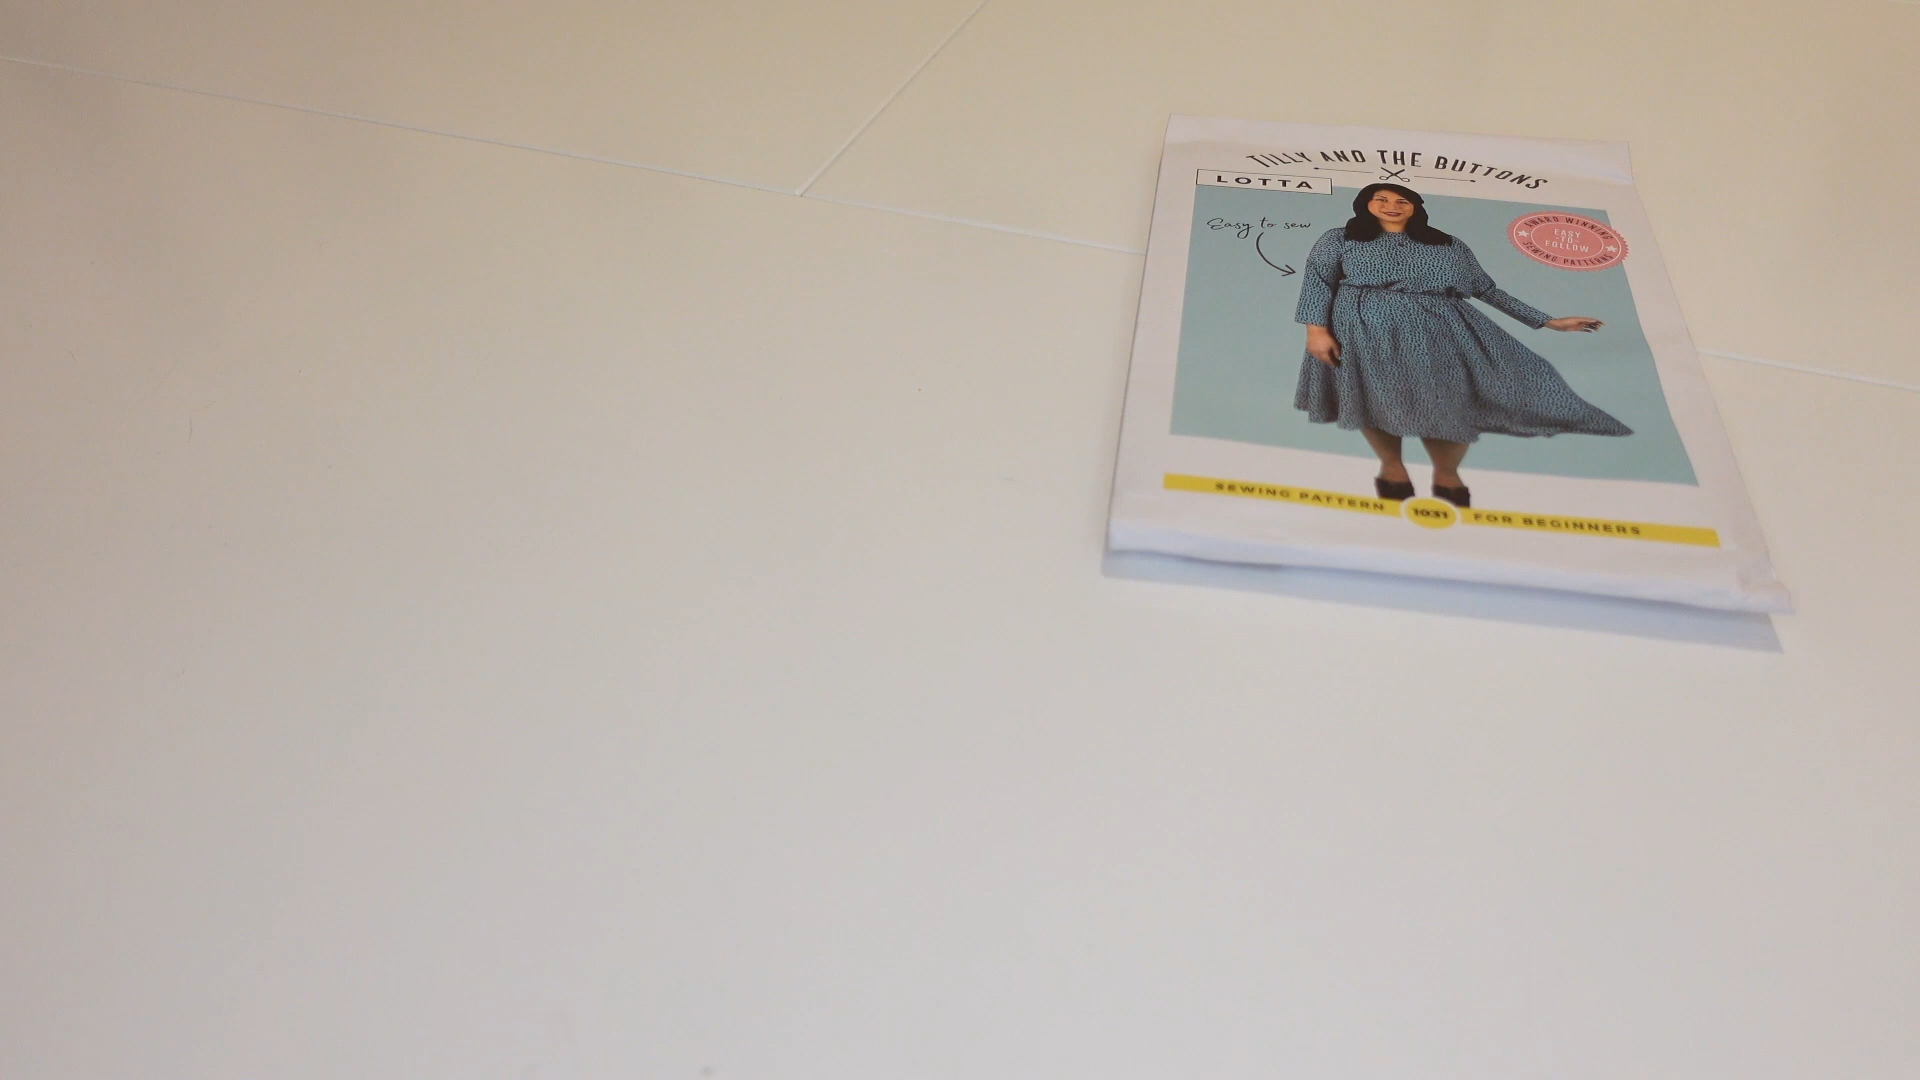 TILLY AND THE BUTTONS
LOTTA
Easy to sew
AWARD WINNING
EASY
-TO-
FOLLOW
SEWING PATTERNS
SEWING PATTERN 1031 FOR BEGINNERS